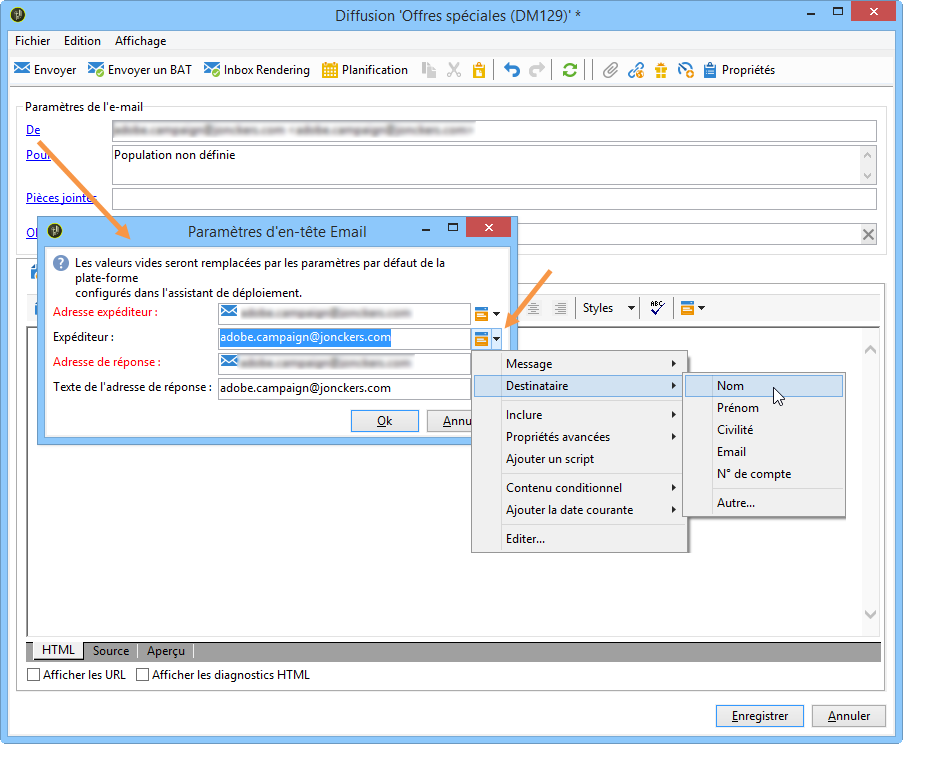 Diffusion 'Offres spéciales (DM129)' *
Fichier Edition Affichage
Envoyer Envoyer un BAT Inbox Rendering Planification Propriétés
Paramètres de l'e-mail
De
Pour
Population non définie
Pièces jointes
Paramètres d'en-tête Email
Les valeurs vides seront remplacées par les paramètres par défaut de la
plate-forme
configurés dans l'assistant de déploiement.
Adresse expéditeur :
Expéditeur : adobe.campaign@jonckers.com
Adresse de réponse :
Texte de l'adresse de réponse : adobe.campaign@jonckers.com
Ok Annu
Styles
ABC
Message
Destinataire
Inclure
Propriétés avancées
Ajouter un script
Contenu conditionnel
Ajouter la date courante
Editer...
Nom
Prénom
Civilité
Email
N° de compte
Autre...
HTML Source Aperçu
Afficher les URL Afficher les diagnostics HTML
Enregistrer Annuler